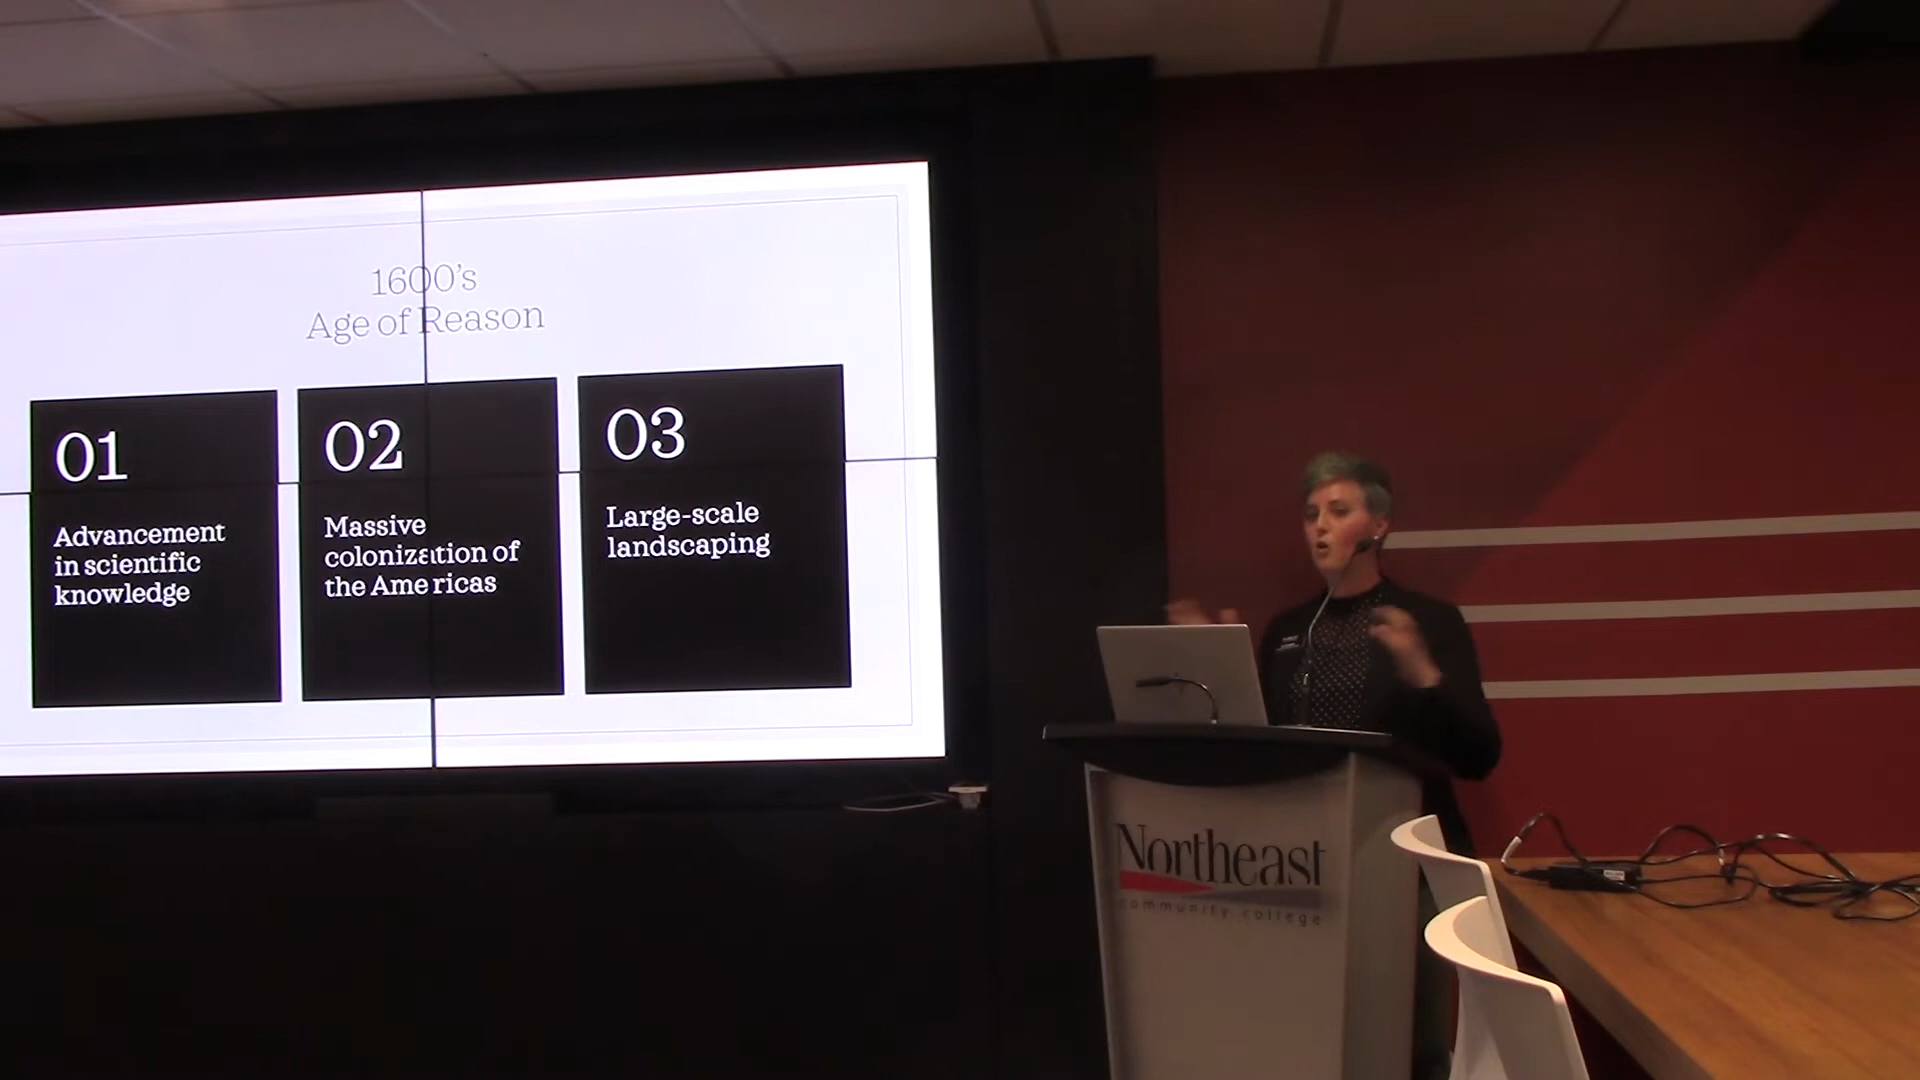 1600's
Age of Reason
01
Advancement
in scientific
knowledge
02
Massive
colonization of
the Americas
03
Large-scale
landscaping
Northeast
community college